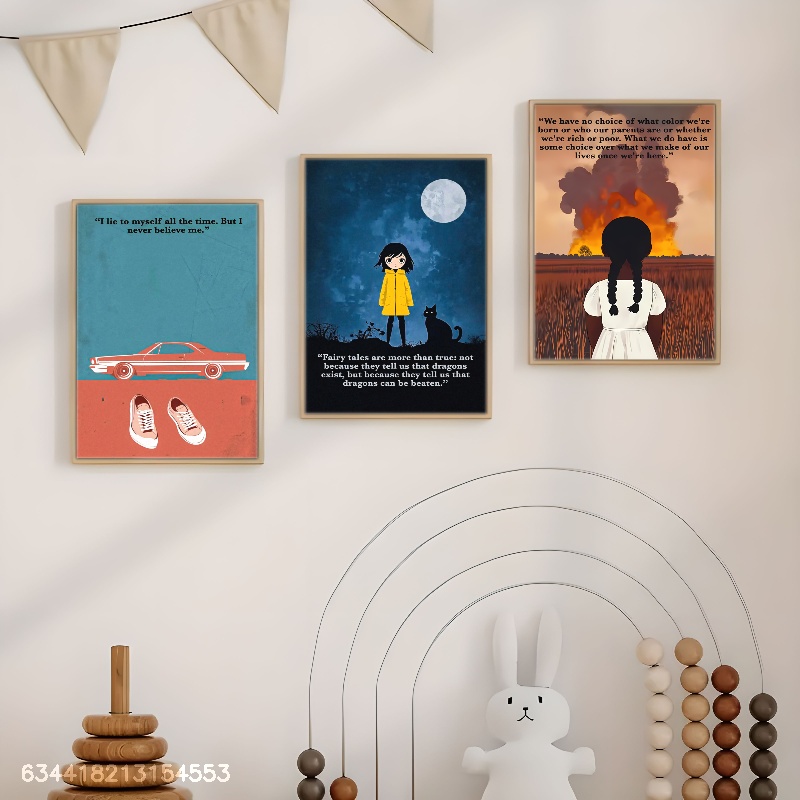 “I lie to myself all the time. But I
never believe me.”
“Fairy tales are more than true: not
because they tell us that dragons
exist, but because they tell us that
dragons can be beaten.”
“We have no choice of what color we're
born or who our parents are or whether
we're rich or poor. What we do have is
some choice over what we make of our
lives once we're here.”
634418213154553